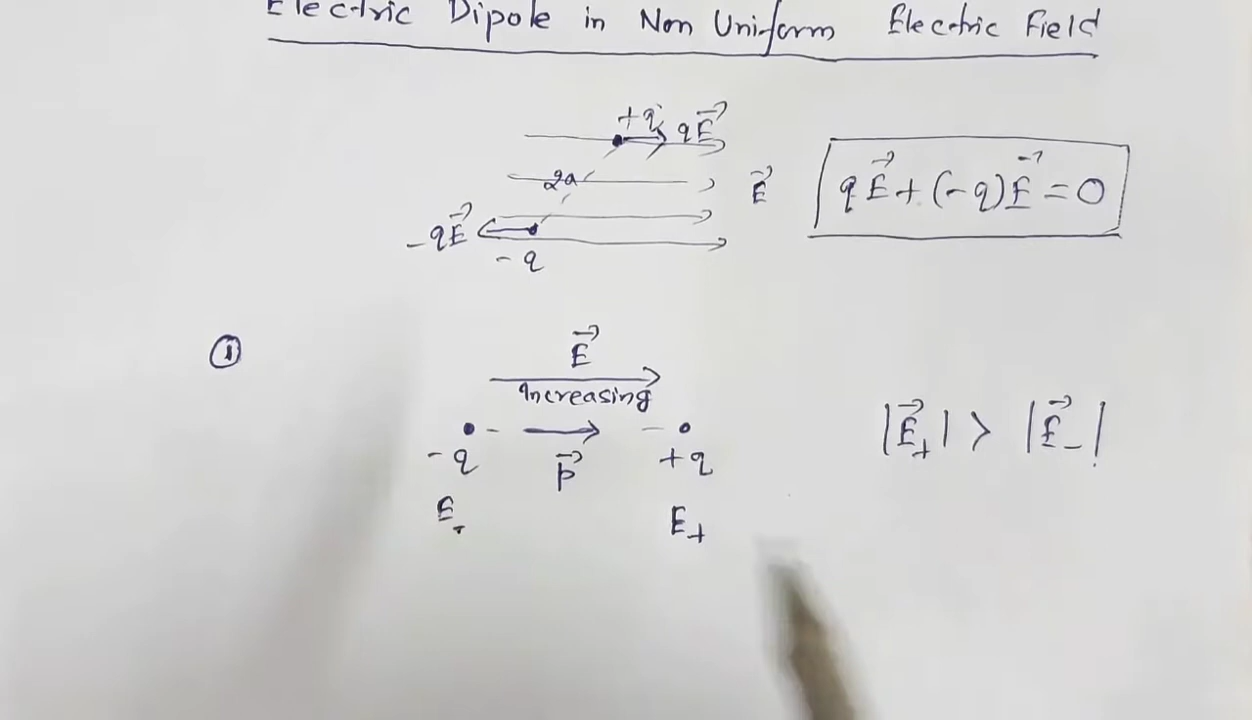 Electric Dipole in Non Uniform Electric Field
+q qE⃗
2a
E⃗
qE⃗ + (-q)E⃗ = 0
-qE⃗
-q
①
E⃗
Increasing
-q p⃗ +q
E₋ E₊
|E⃗₊| > |E⃗₋|